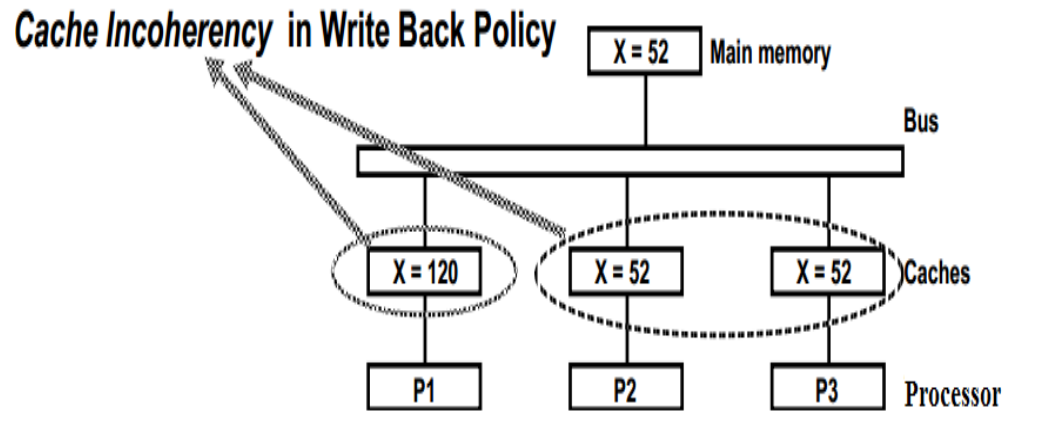 Cache Incoherency in Write Back Policy
X = 52 Main memory
Bus
X = 120 X = 52 X = 52 Caches
P1 P2 P3 Processor